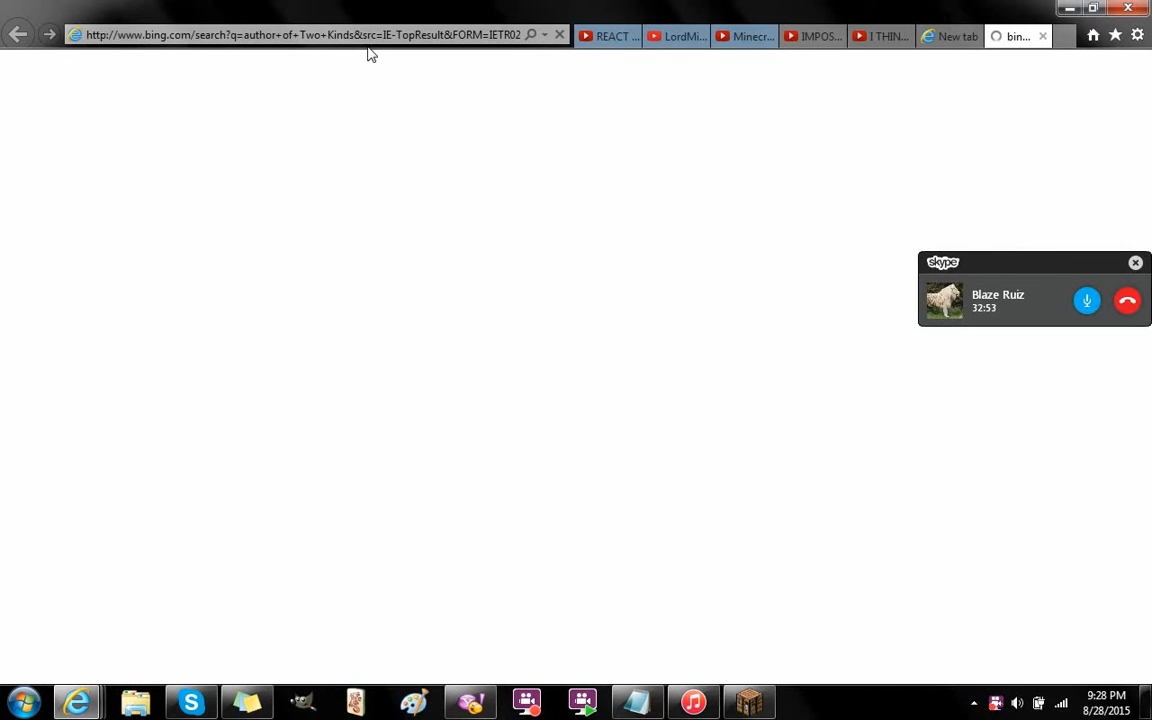 http://www.bing.com/search?q=author+of+Two+Kinds&src=IE-TopResult&FORM=IETR02
REACT ...
LordMi...
Minecr...
IMPOS...
I THIN...
New tab
bin...
skype
Blaze Ruiz
32:53
9:28 PM
8/28/2015